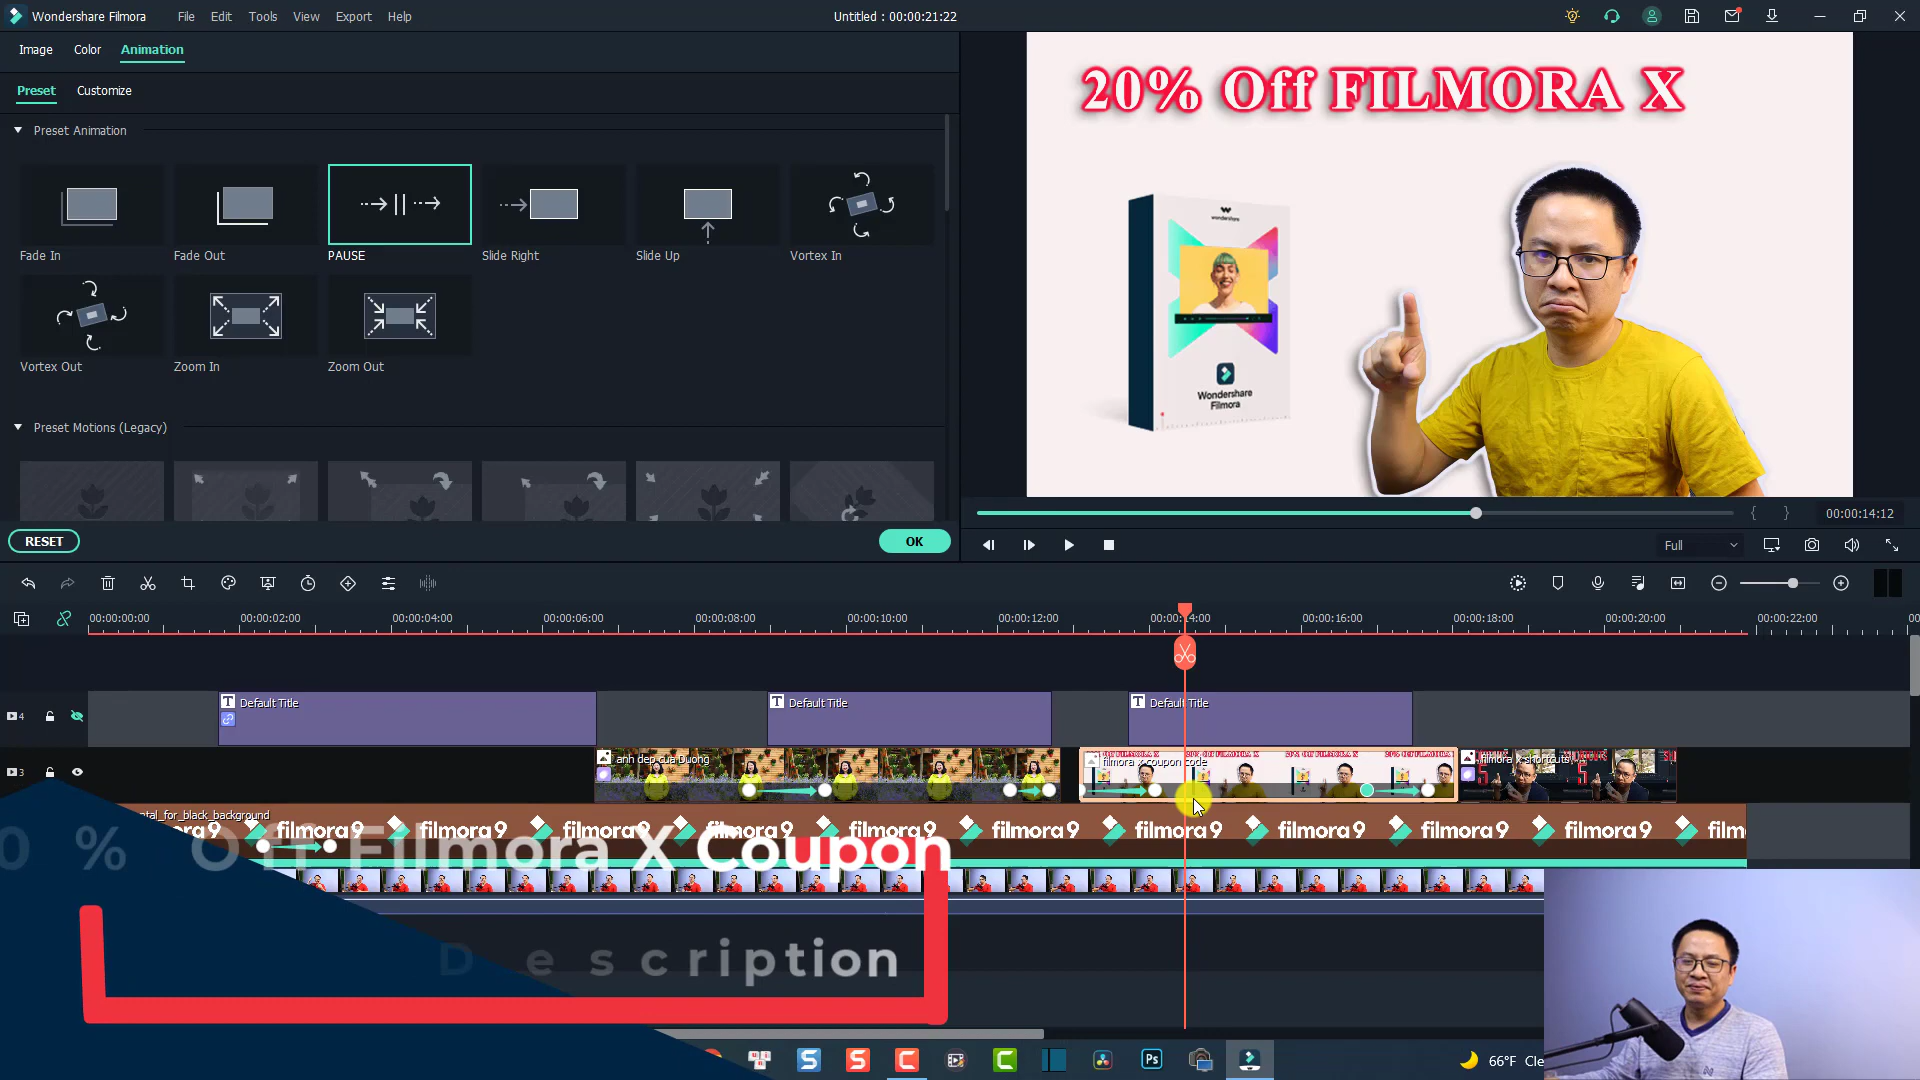 Wondershare Filmora
File
Edit
Tools
View
Export
Help
Untitled : 00:00:21:22
Image
Color
Animation
Preset
Customize
Preset Animation
Fade In
Fade Out
PAUSE
Slide Right
Slide Up
Vortex In
Vortex Out
Zoom In
Zoom Out
Preset Motions (Legacy)
RESET
OK
20% Off FILMORA X
wondershare
Wondershare
Filmora
00:00:14:12
Full
00:00:00:00
00:00:02:00
00:00:04:00
00:00:06:00
00:00:08:00
00:00:10:00
00:00:12:00
00:00:14:00
00:00:16:00
00:00:18:00
00:00:20:00
00:00:22:00
4
Default Title
Default Title
Default Title
3
anh dep cua Duong
filmora x coupon code
filmora x shortcuts
for_black_background
filmora9
filmora9
filmora9
filmora9
filmora9
filmora9
filmora9
filmora9
filmora9
0 % Off Filmora X Coupon
Description
Ps
66°F